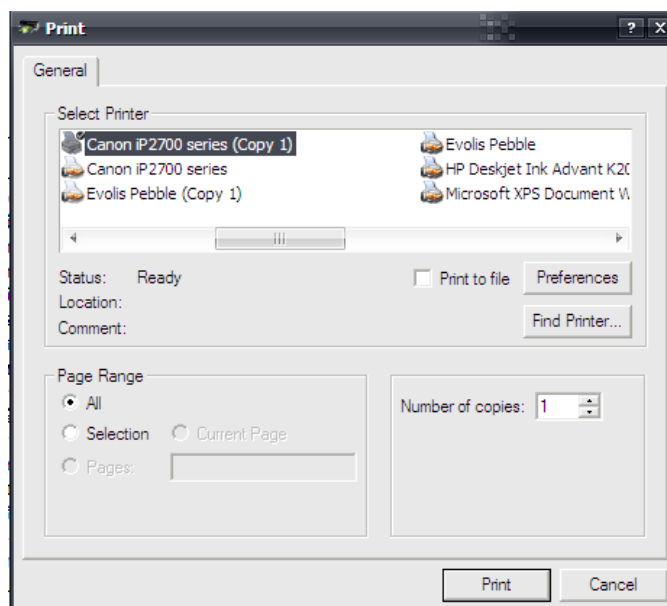 Print
General
Select Printer
Canon iP2700 series (Copy 1)
Canon iP2700 series
Evolis Pebble (Copy 1)
Evolis Pebble
HP Deskjet Ink Advant K20
Microsoft XPS Document W
Status: Ready
Location:
Comment:
Print to file
Preferences
Find Printer...
Page Range
All
Selection
Current Page
Pages:
Number of copies: 1
Print
Cancel